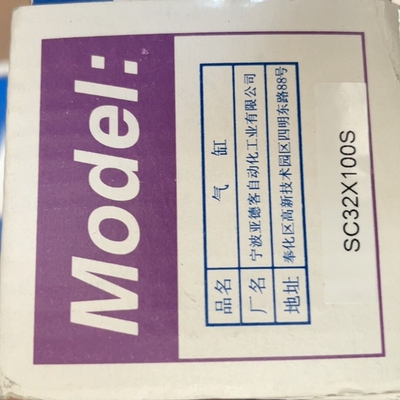 Model:
品名 气缸
厂名 宁波亚德客自动化工业有限公司
地址 奉化区高新技术园区四明东路88号
SC32X100S